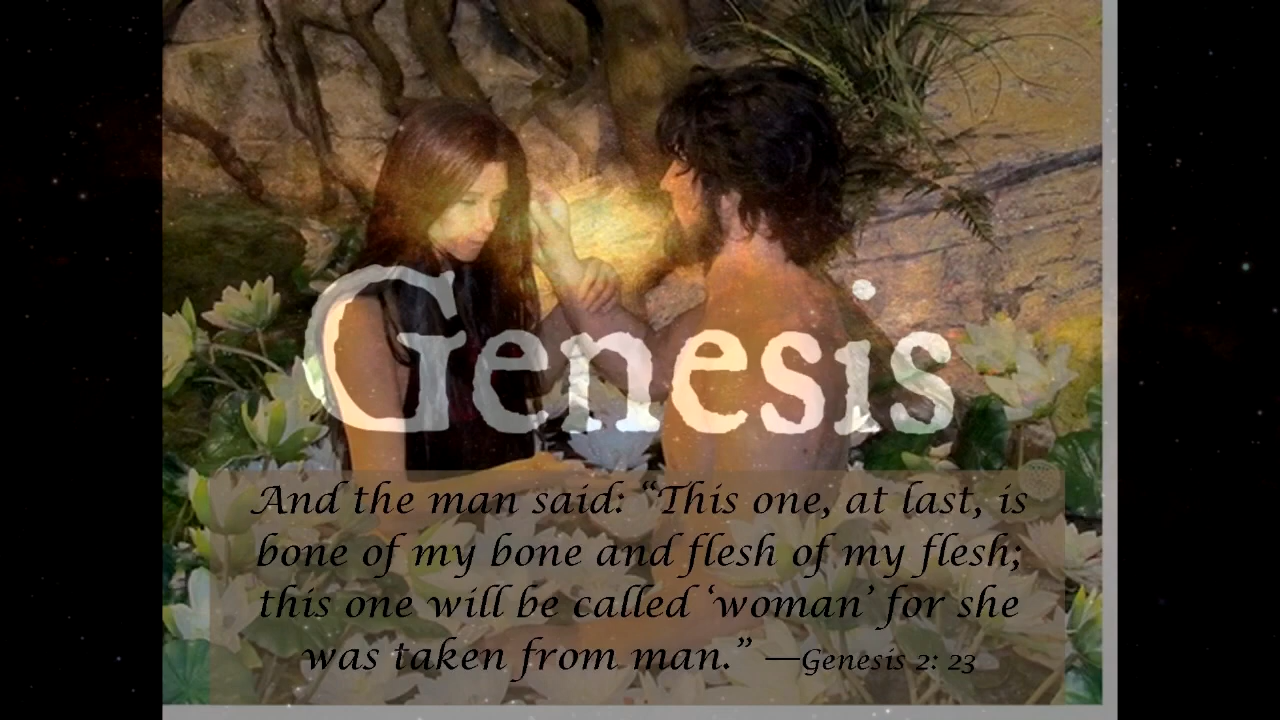 Genesis
And the man said: “This one, at last, is
bone of my bone and flesh of my flesh;
this one will be called ‘woman’ for she
was taken from man.” —Genesis 2: 23